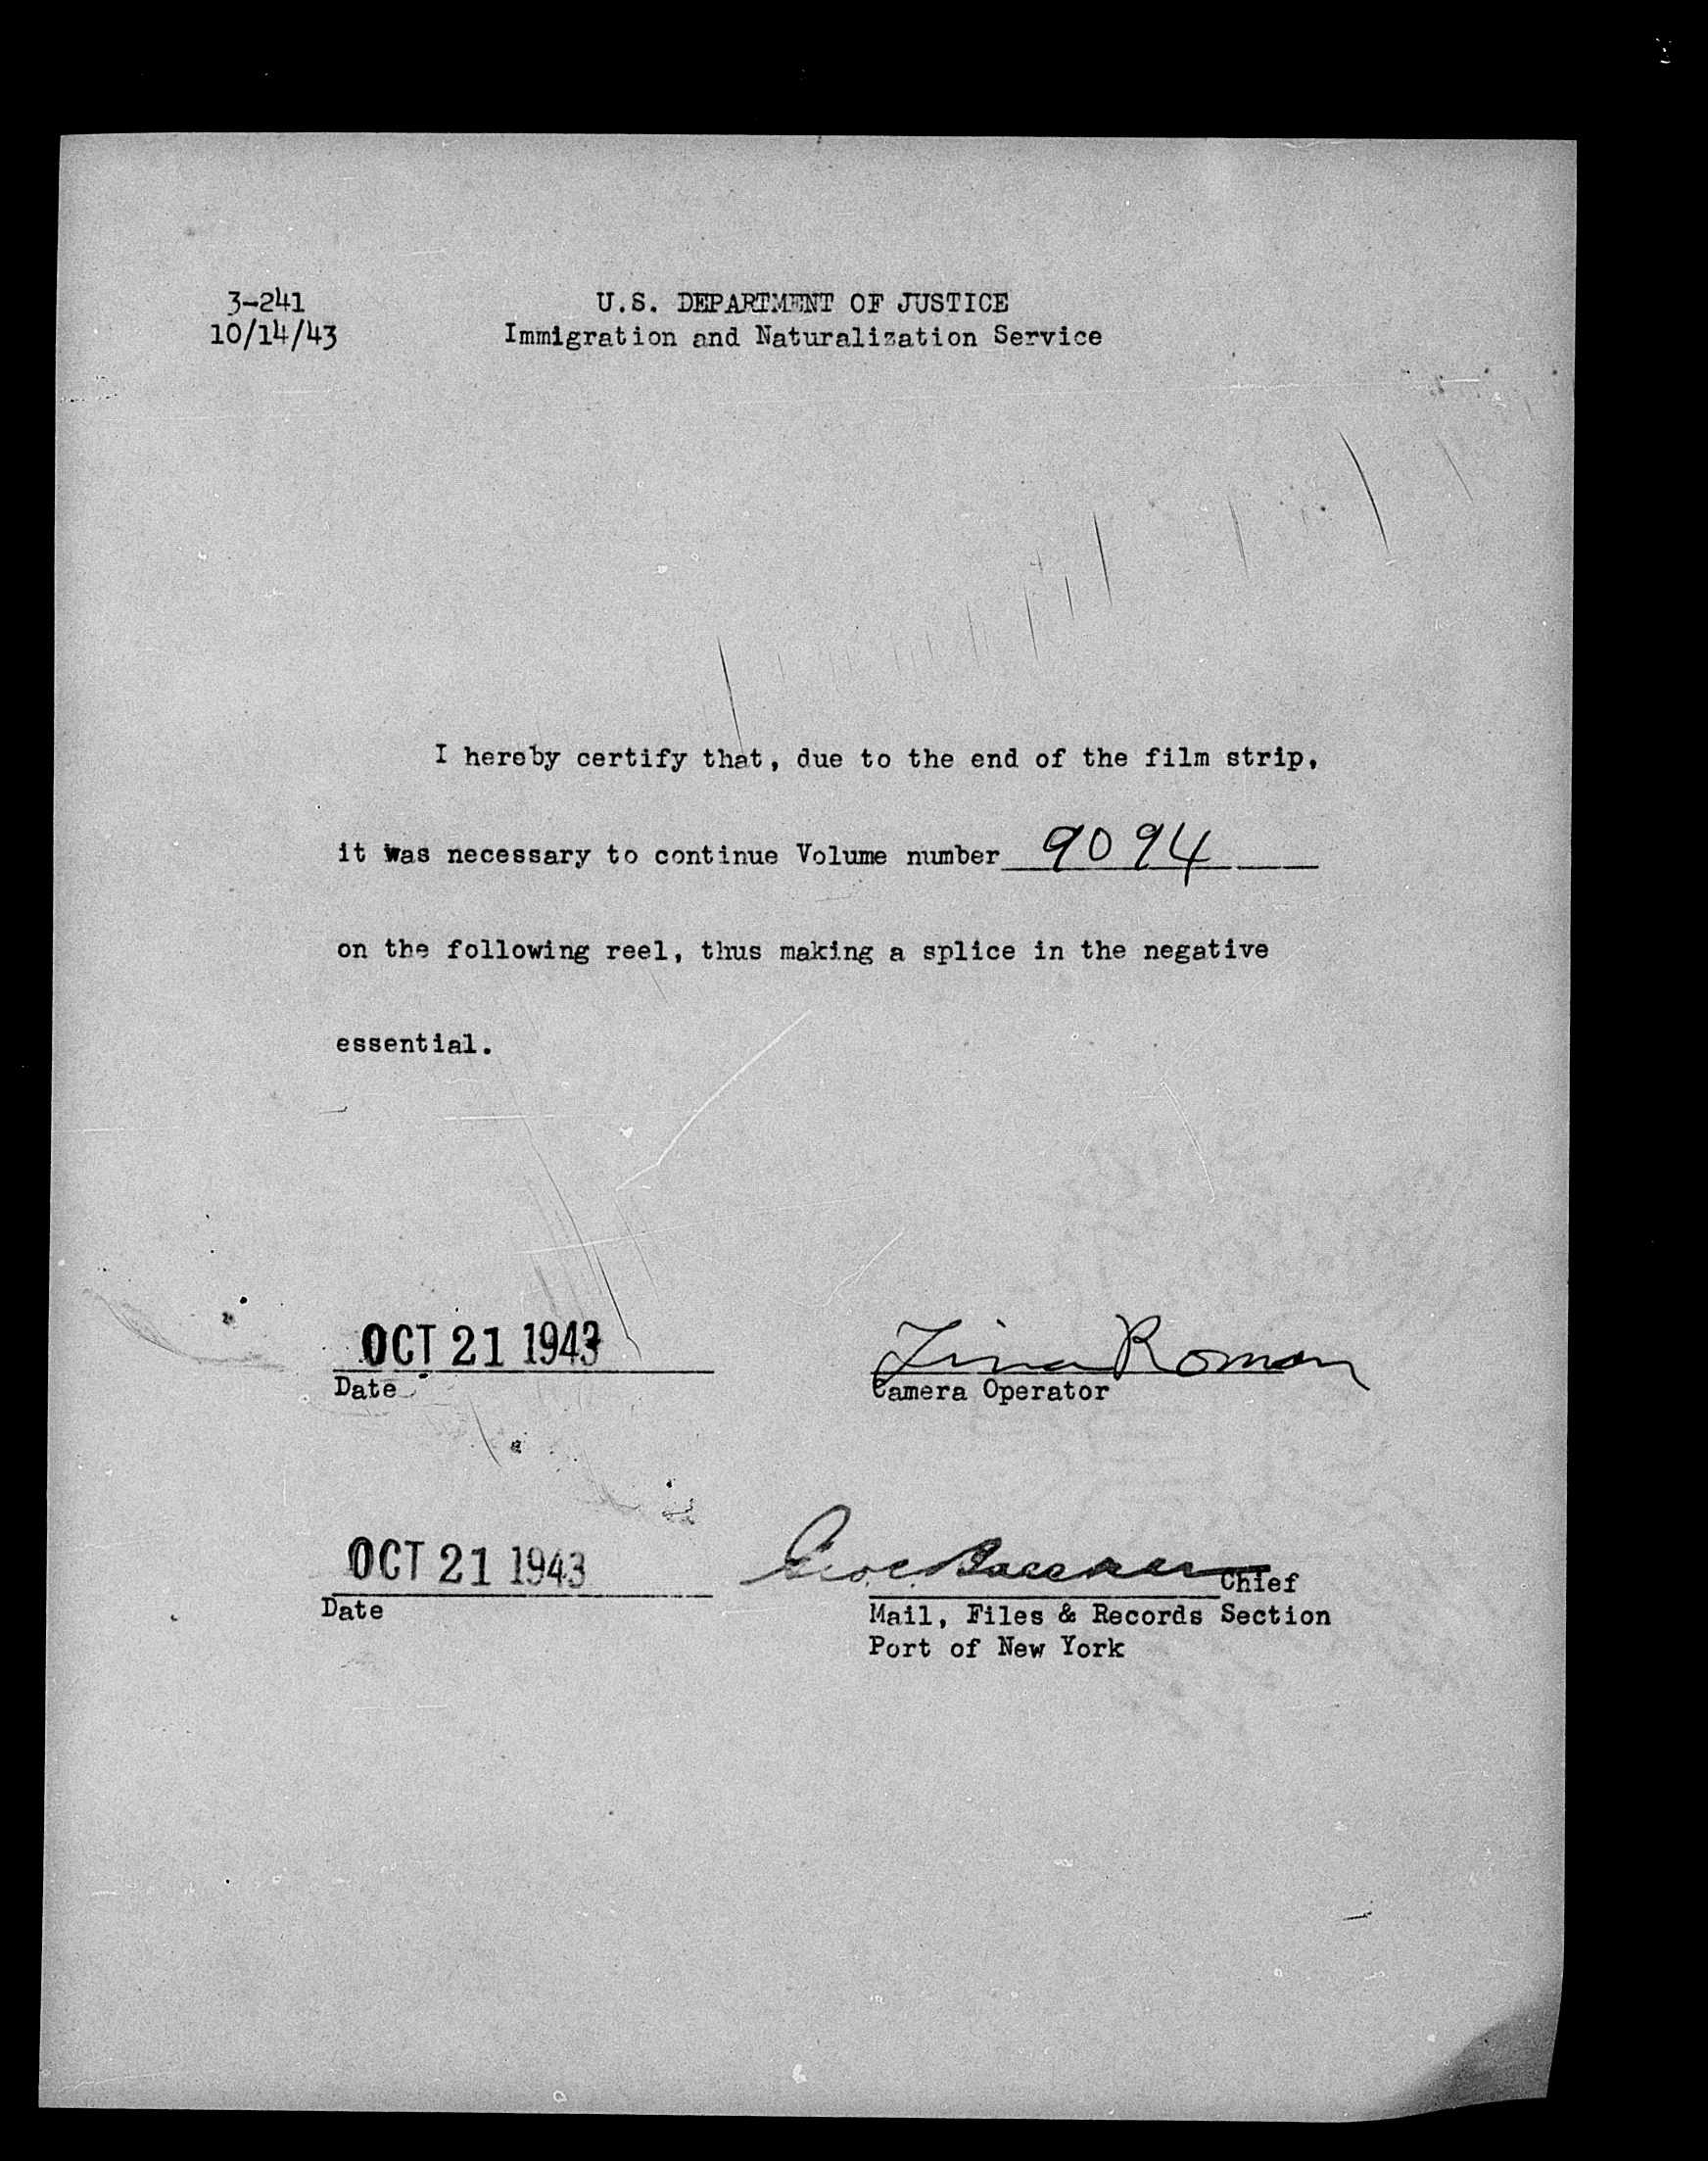 3-241
10/14/43
U.S. DEPARTMENT OF JUSTICE
Immigration and Naturalization Service
I hereby certify that, due to the end of the film strip,
it was necessary to continue Volume number 9094
on the following reel, thus making a splice in the negative
essential.
OCT 21 1943
Date
Tina Roman
Camera Operator
OCT 21 1943
Date
Chief
Mail, Files & Records Section
Port of New York